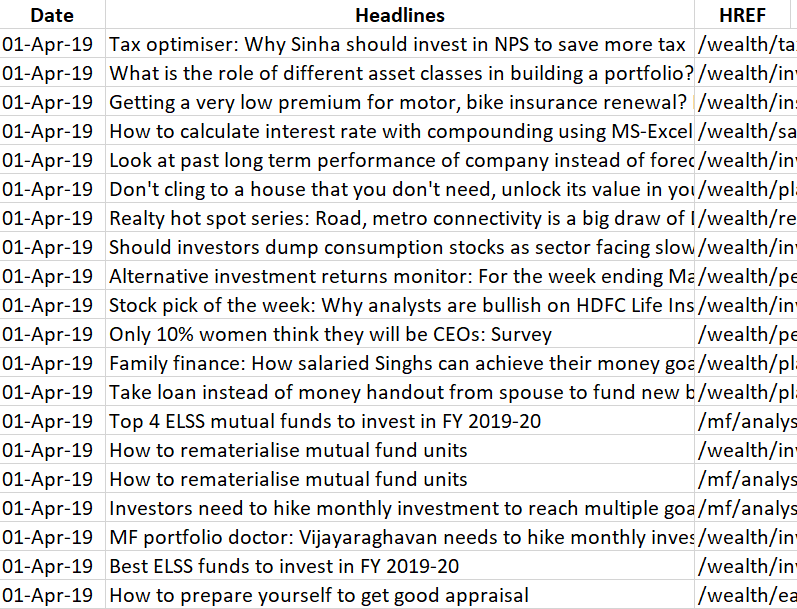 Date Headlines HREF
01-Apr-19 Tax optimiser: Why Sinha should invest in NPS to save more tax /wealth/ta
01-Apr-19 What is the role of different asset classes in building a portfolio? /wealth/inv
01-Apr-19 Getting a very low premium for motor, bike insurance renewal? /wealth/ins
01-Apr-19 How to calculate interest rate with compounding using MS-Excel /wealth/sa
01-Apr-19 Look at past long term performance of company instead of forec /wealth/inv
01-Apr-19 Don't cling to a house that you don't need, unlock its value in you /wealth/pl
01-Apr-19 Realty hot spot series: Road, metro connectivity is a big draw of /wealth/re
01-Apr-19 Should investors dump consumption stocks as sector facing slow /wealth/inv
01-Apr-19 Alternative investment returns monitor: For the week ending Ma /wealth/pe
01-Apr-19 Stock pick of the week: Why analysts are bullish on HDFC Life Ins /wealth/inv
01-Apr-19 Only 10% women think they will be CEOs: Survey /wealth/pe
01-Apr-19 Family finance: How salaried Singhs can achieve their money goa /wealth/pl
01-Apr-19 Take loan instead of money handout from spouse to fund new b /wealth/pl
01-Apr-19 Top 4 ELSS mutual funds to invest in FY 2019-20 /mf/analys
01-Apr-19 How to rematerialise mutual fund units /wealth/inv
01-Apr-19 How to rematerialise mutual fund units /mf/analys
01-Apr-19 Investors need to hike monthly investment to reach multiple goa /mf/analys
01-Apr-19 MF portfolio doctor: Vijayaraghavan needs to hike monthly inves /wealth/inv
01-Apr-19 Best ELSS funds to invest in FY 2019-20 /wealth/inv
01-Apr-19 How to prepare yourself to get good appraisal /wealth/ea